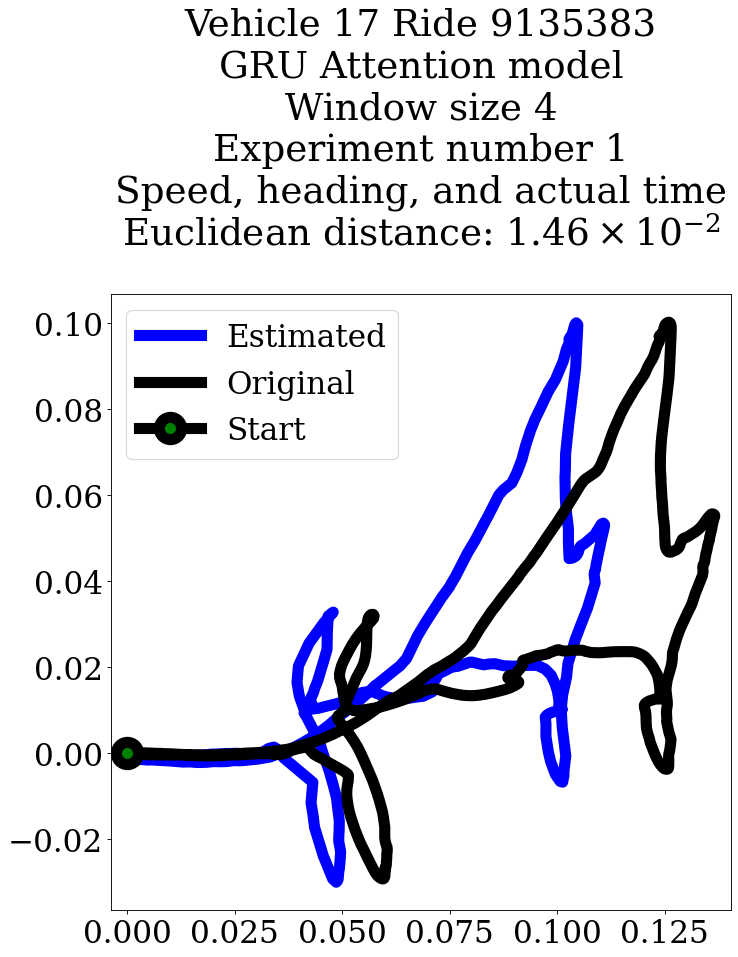 Vehicle 17 Ride 9135383
GRU Attention model
Window size 4
Experiment number 1
Speed, heading, and actual time
Euclidean distance: 1.46 × 10⁻²
Estimated
Original
Start
0.10
0.08
0.06
0.04
0.02
0.00
−0.02
0.000 0.025 0.050 0.075 0.100 0.125